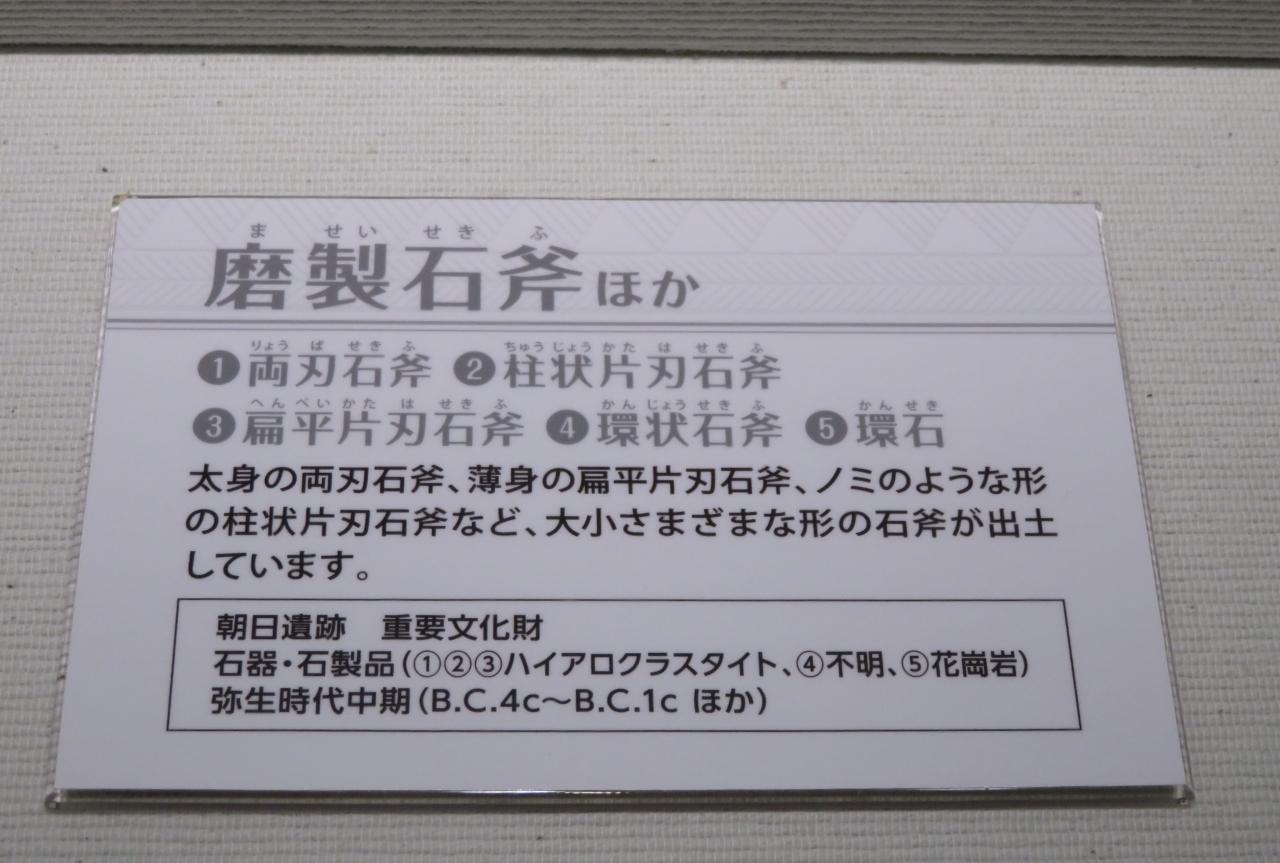 ま せい せき ふ
磨製石斧ほか
りょう ば せき ふ ちゅう じょう かた は せき ふ
❶両刃石斧 ❷柱状片刃石斧
へん ぺい かた は せき ふ かん じょう せき ふ かん せき
❸扁平片刃石斧 ❹環状石斧 ❺環石
太身の両刃石斧、薄身の扁平片刃石斧、ノミのような形
の柱状片刃石斧など、大小さまざまな形の石斧が出土
しています。
朝日遺跡　重要文化財
石器・石製品(①②③ハイアロクラスタイト、④不明、⑤花崗岩)
弥生時代中期(B.C.4c～B.C.1c ほか)